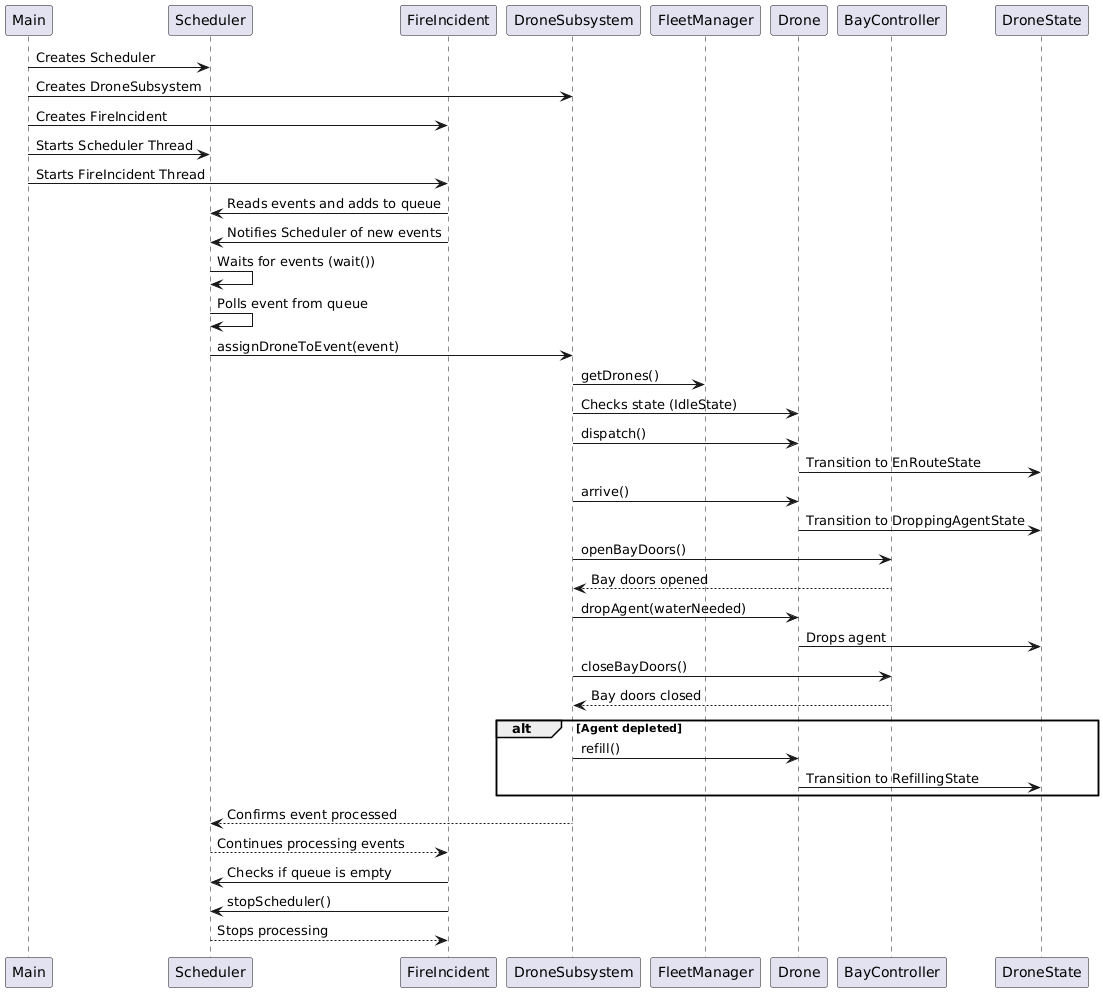 Main Scheduler FireIncident DroneSubsystem FleetManager Drone BayController DroneState
Creates Scheduler
Creates DroneSubsystem
Creates FireIncident
Starts Scheduler Thread
Starts FireIncident Thread
Reads events and adds to queue
Notifies Scheduler of new events
Waits for events (wait())
Polls event from queue
assignDroneToEvent(event)
getDrones()
Checks state (IdleState)
dispatch()
Transition to EnRouteState
arrive()
Transition to DroppingAgentState
openBayDoors()
Bay doors opened
dropAgent(waterNeeded)
Drops agent
closeBayDoors()
Bay doors closed
alt [Agent depleted]
refill()
Transition to RefillingState
Confirms event processed
Continues processing events
Checks if queue is empty
stopScheduler()
Stops processing
Main Scheduler FireIncident DroneSubsystem FleetManager Drone BayController DroneState